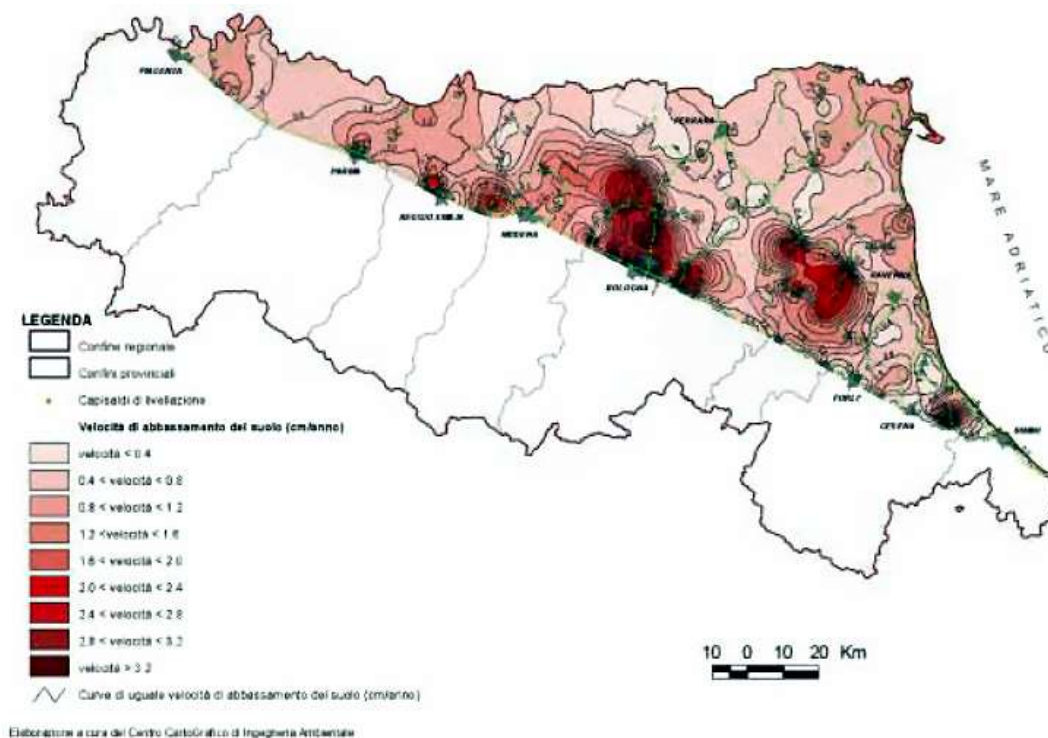 PIACENZA
FERRARA
PARMA
REGGIO EMILIA
MODENA
BOLOGNA
RAVENNA
MARE ADRIATICO
FORLI'
CESENA
RIMINI
LEGENDA
Confine regionale
Confini provinciali
Capisaldi di livellazione
Velocità di abbassamento del suolo (cm/anno)
velocità < 0.4
0.4 < velocità < 0.8
0.8 < velocità < 1.2
1.2 < velocità < 1.6
1.6 < velocità < 2.0
2.0 < velocità < 2.4
2.4 < velocità < 2.8
2.8 < velocità < 3.2
velocità > 3.2
Curve di uguale velocità di abbassamento del suolo (cm/anno)
10 0 10 20 Km
Elaborazione a cura del Centro CartoGrafico di Ingegneria Ambientale